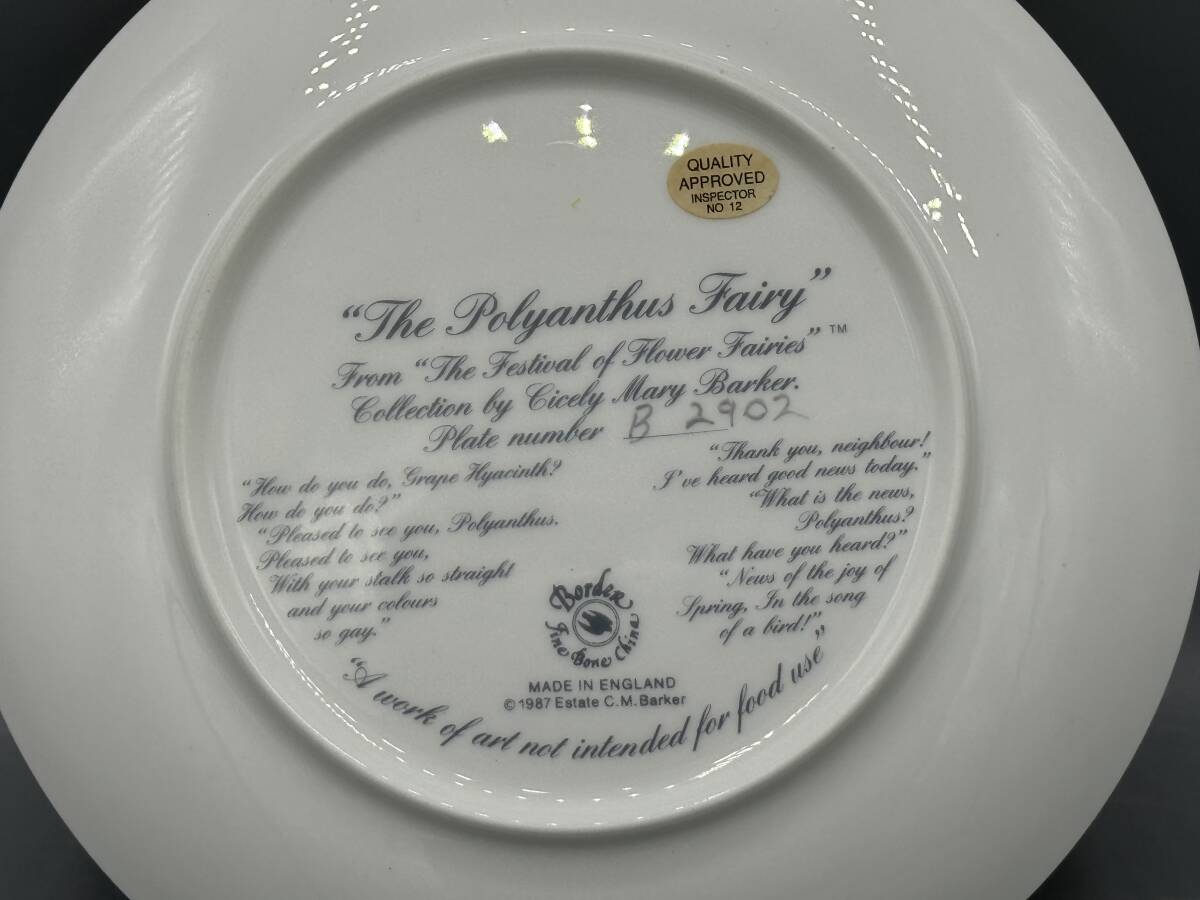 QUALITY
APPROVED
INSPECTOR
NO 12
“The Polyanthus Fairy”
From “The Festival of Flower Fairies” ™
Collection by Cicely Mary Barker.
Plate number B 2902
“How do you do, Grape Hyacinth?
How do you do?”
“Pleased to see you, Polyanthus.
Pleased to see you,
With your stalk so straight
and your colours
so gay.”
“Thank you, neighbour!
I've heard good news today.”
“What is the news,
Polyanthus?
What have you heard?”
“News of the joy of
Spring, In the song
of a bird!”
Border
Fine Bone China
MADE IN ENGLAND
© 1987 Estate C.M. Barker
“A work of art not intended for food use”